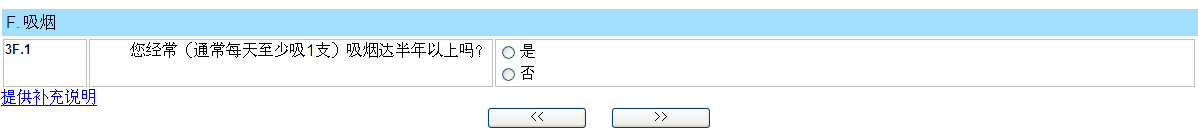 F. 吸烟
3F.1 您经常（通常每天至少吸1支）吸烟达半年以上吗？
是
否
提供补充说明
<< >>